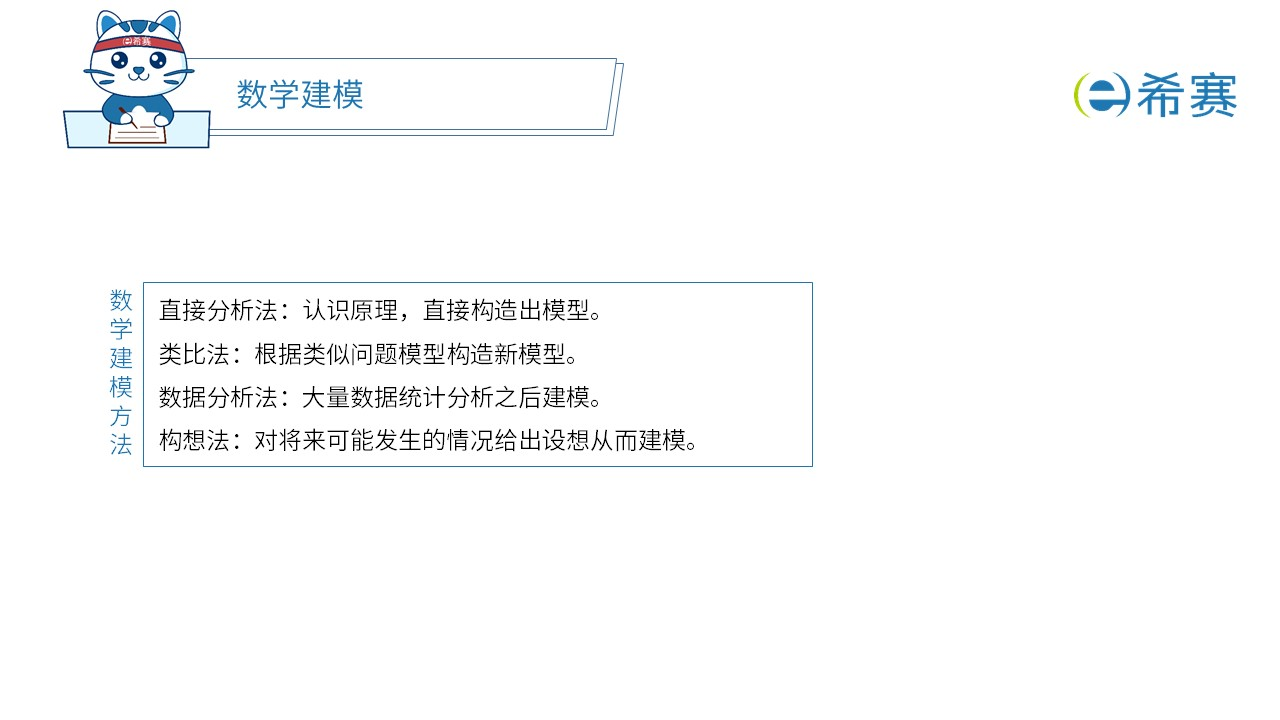 希赛
数学建模
希赛
数学建模方法
直接分析法：认识原理，直接构造出模型。
类比法：根据类似问题模型构造新模型。
数据分析法：大量数据统计分析之后建模。
构想法：对将来可能发生的情况给出设想从而建模。